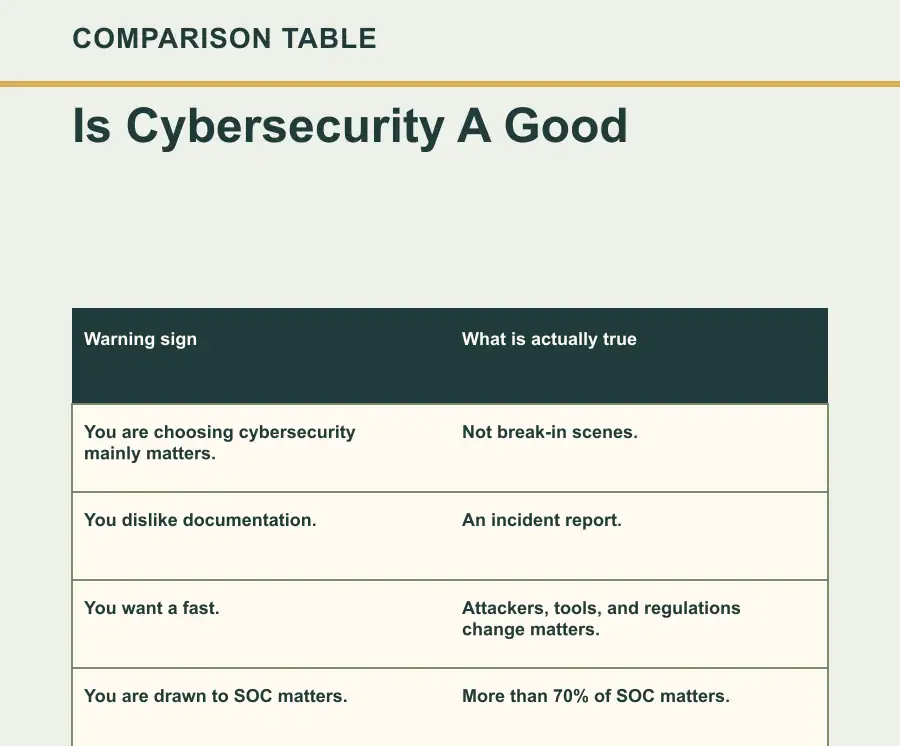 COMPARISON TABLE
Is Cybersecurity A Good
Warning sign
What is actually true
You are choosing cybersecurity
mainly matters.
Not break-in scenes.
You dislike documentation.
An incident report.
You want a fast.
Attackers, tools, and regulations
change matters.
You are drawn to SOC matters.
More than 70% of SOC matters.